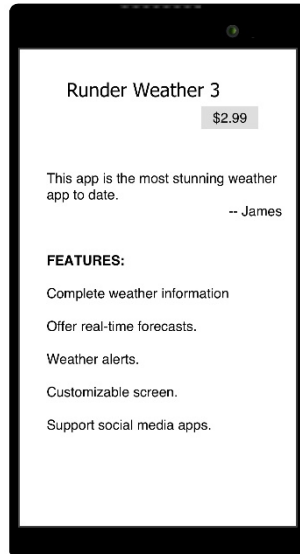 Runder Weather 3
$2.99
This app is the most stunning weather
app to date.
-- James
FEATURES:
Complete weather information
Offer real-time forecasts.
Weather alerts.
Customizable screen.
Support social media apps.